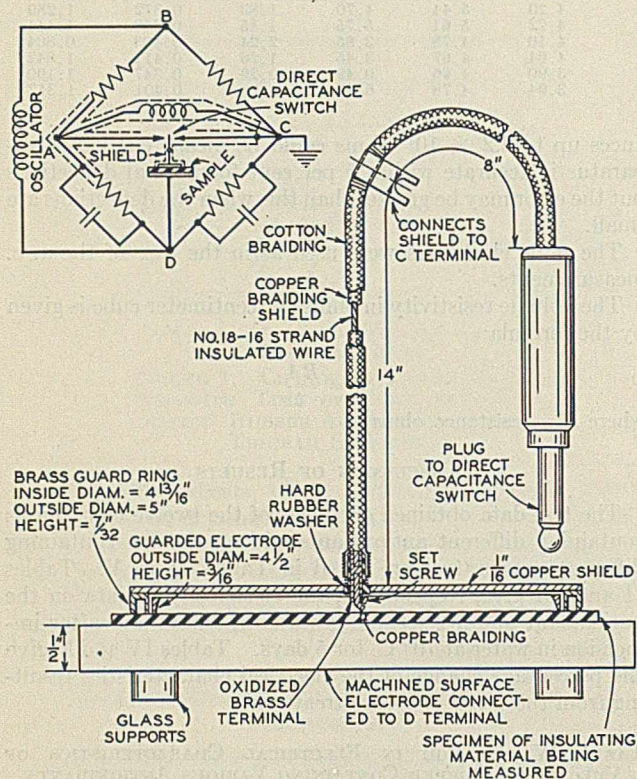 B
OSCILLATOR
DIRECT
CAPACITANCE
SWITCH
A
C
SHIELD
SAMPLE
D
8"
COTTON
BRAIDING
CONNECTS
SHIELD TO
C TERMINAL
COPPER
BRAIDING
SHIELD
NO.18-16 STRAND
INSULATED WIRE
14"
PLUG
TO DIRECT
CAPACITANCE
SWITCH
BRASS GUARD RING
INSIDE DIAM. = 4 13/16"
OUTSIDE DIAM.= 5"
HEIGHT = 7/32"
HARD
RUBBER
WASHER
GUARDED ELECTRODE
OUTSIDE DIAM.=4 1/2"
HEIGHT= 3/16"
SET
SCREW
1/16" COPPER SHIELD
1 1/2"
COPPER BRAIDING
GLASS
SUPPORTS
OXIDIZED
BRASS
TERMINAL
MACHINED SURFACE
ELECTRODE CONNECT-
ED TO D TERMINAL
SPECIMEN OF INSULATING
MATERIAL BEING
MEASURED